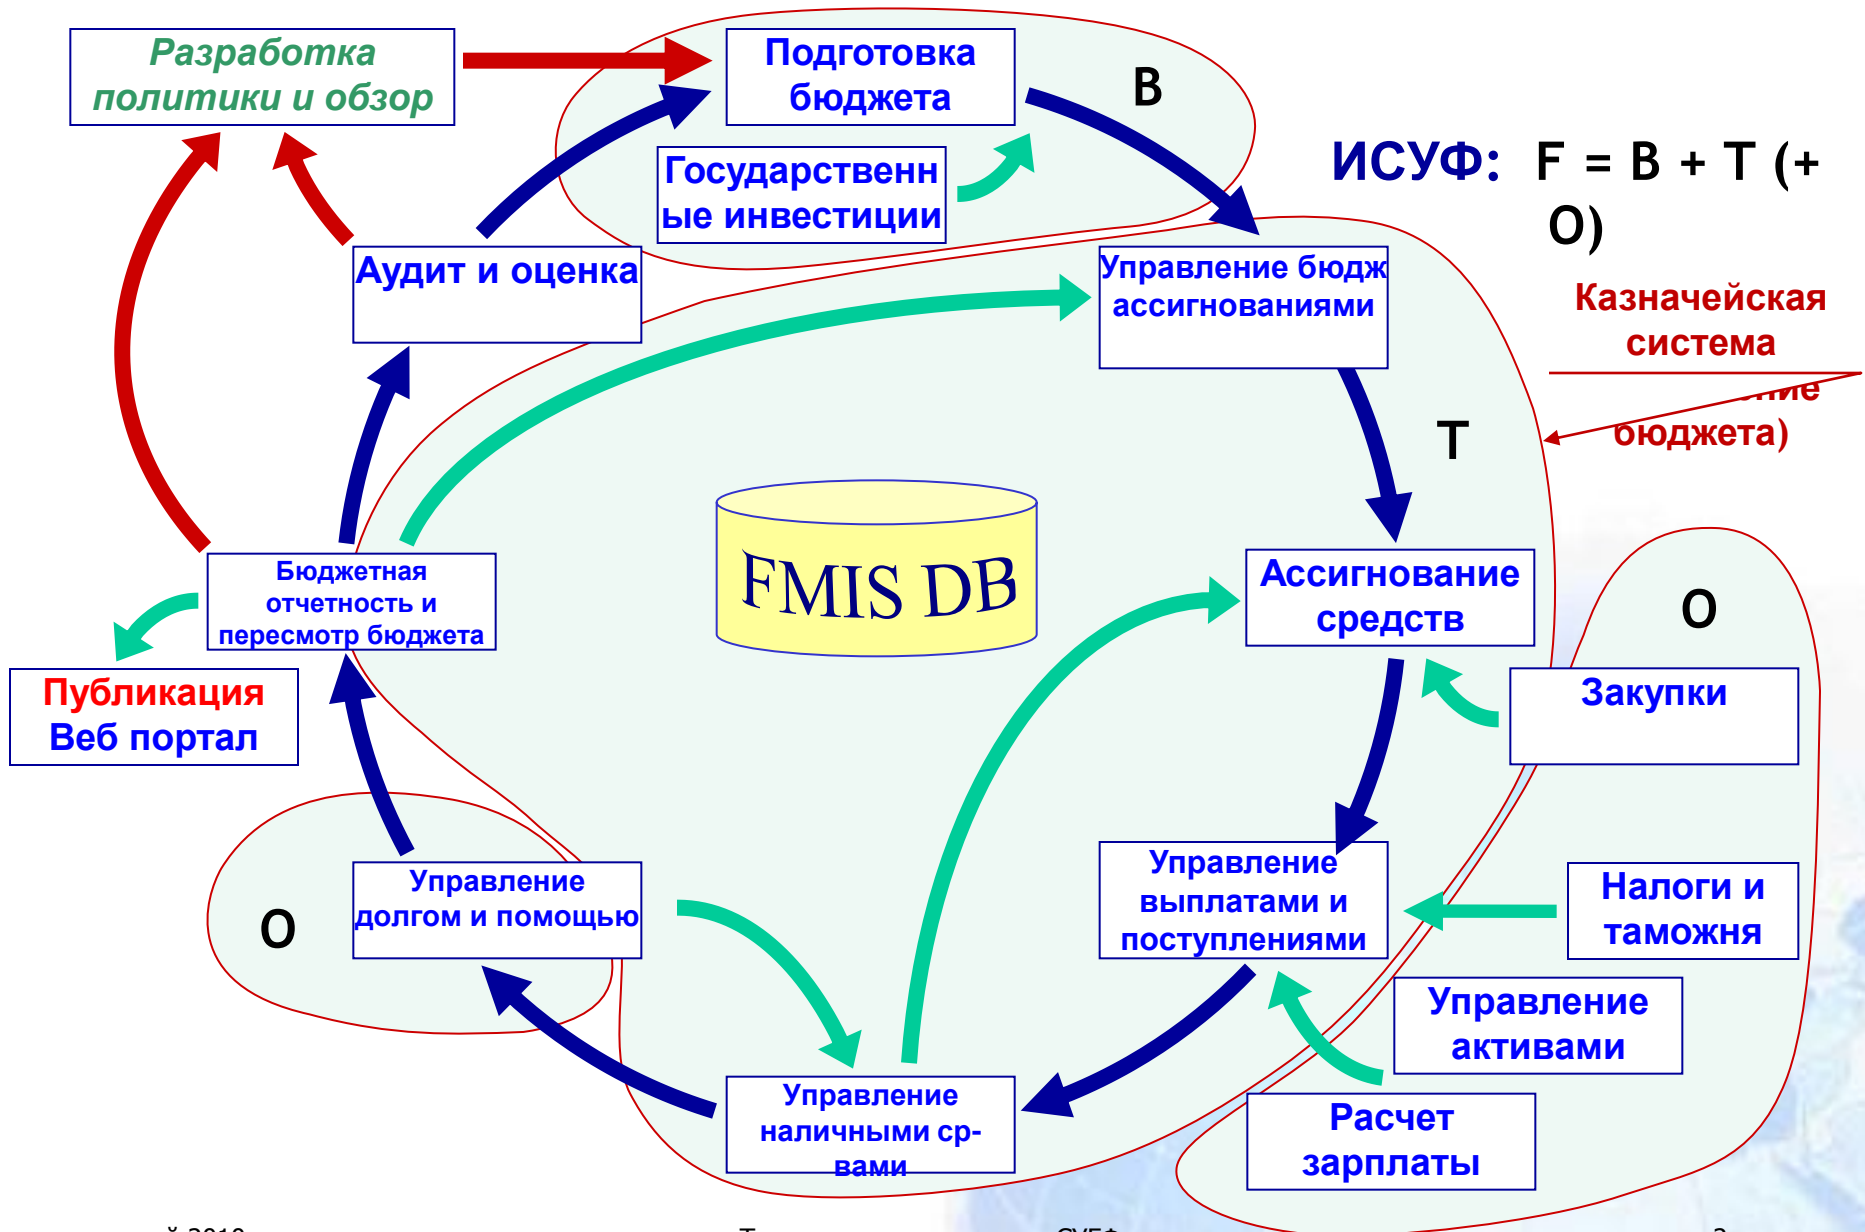 Разработка
политики и обзор
Подготовка
бюджета
В
Государственн
ые инвестиции
ИСУФ: F = B + T (+
O)
Аудит и оценка
Управление бюдж
ассигнованиями
Казначейская
система
бюджета)
T
FMIS DB
Бюджетная
отчетность и
пересмотр бюджета
Ассигнование
средств
O
Публикация
Веб портал
Закупки
Управление
долгом и помощью
O
Управление
выплатами и
поступлениями
Налоги и
таможня
Управление
активами
Управление
наличными ср-
вами
Расчет
зарплаты